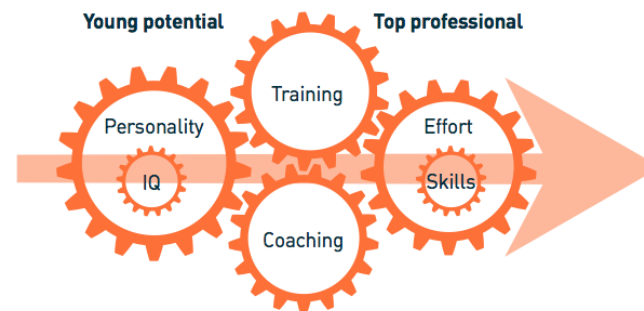 Young potential
Top professional
Training
Personality
Effort
IQ
Skills
Coaching